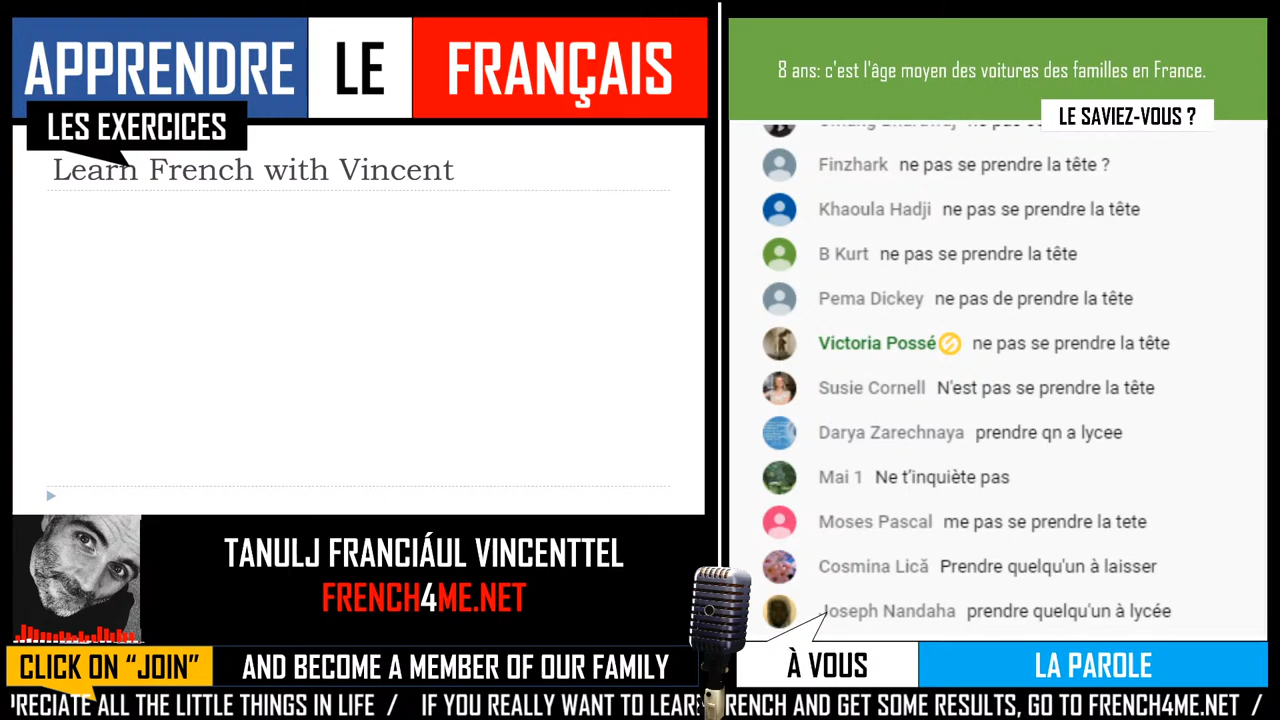 APPRENDRE LE FRANÇAIS
LES EXERCICES
Learn French with Vincent
8 ans: c'est l'âge moyen des voitures des familles en France.
LE SAVIEZ-VOUS ?
ne pas se
Finzhark ne pas se prendre la tête ?
Khaoula Hadji ne pas se prendre la tête
B Kurt ne pas se prendre la tête
Pema Dickey ne pas de prendre la tête
Victoria Possé ne pas se prendre la tête
Susie Cornell N'est pas se prendre la tête
Darya Zarechnaya prendre qn a lycee
Mai 1 Ne t'inquiète pas
Moses Pascal me pas se prendre la tete
Cosmina Lică Prendre quelqu'un à laisser
Joseph Nandaha prendre quelqu'un à lycée
TANULJ FRANCIÁUL VINCENTTEL
FRENCH4ME.NET
CLICK ON “JOIN” AND BECOME A MEMBER OF OUR FAMILY
À VOUS LA PAROLE
PRECIATE ALL THE LITTLE THINGS IN LIFE / IF YOU REALLY WANT TO LEARN FRENCH AND GET SOME RESULTS, GO TO FRENCH4ME.NET /